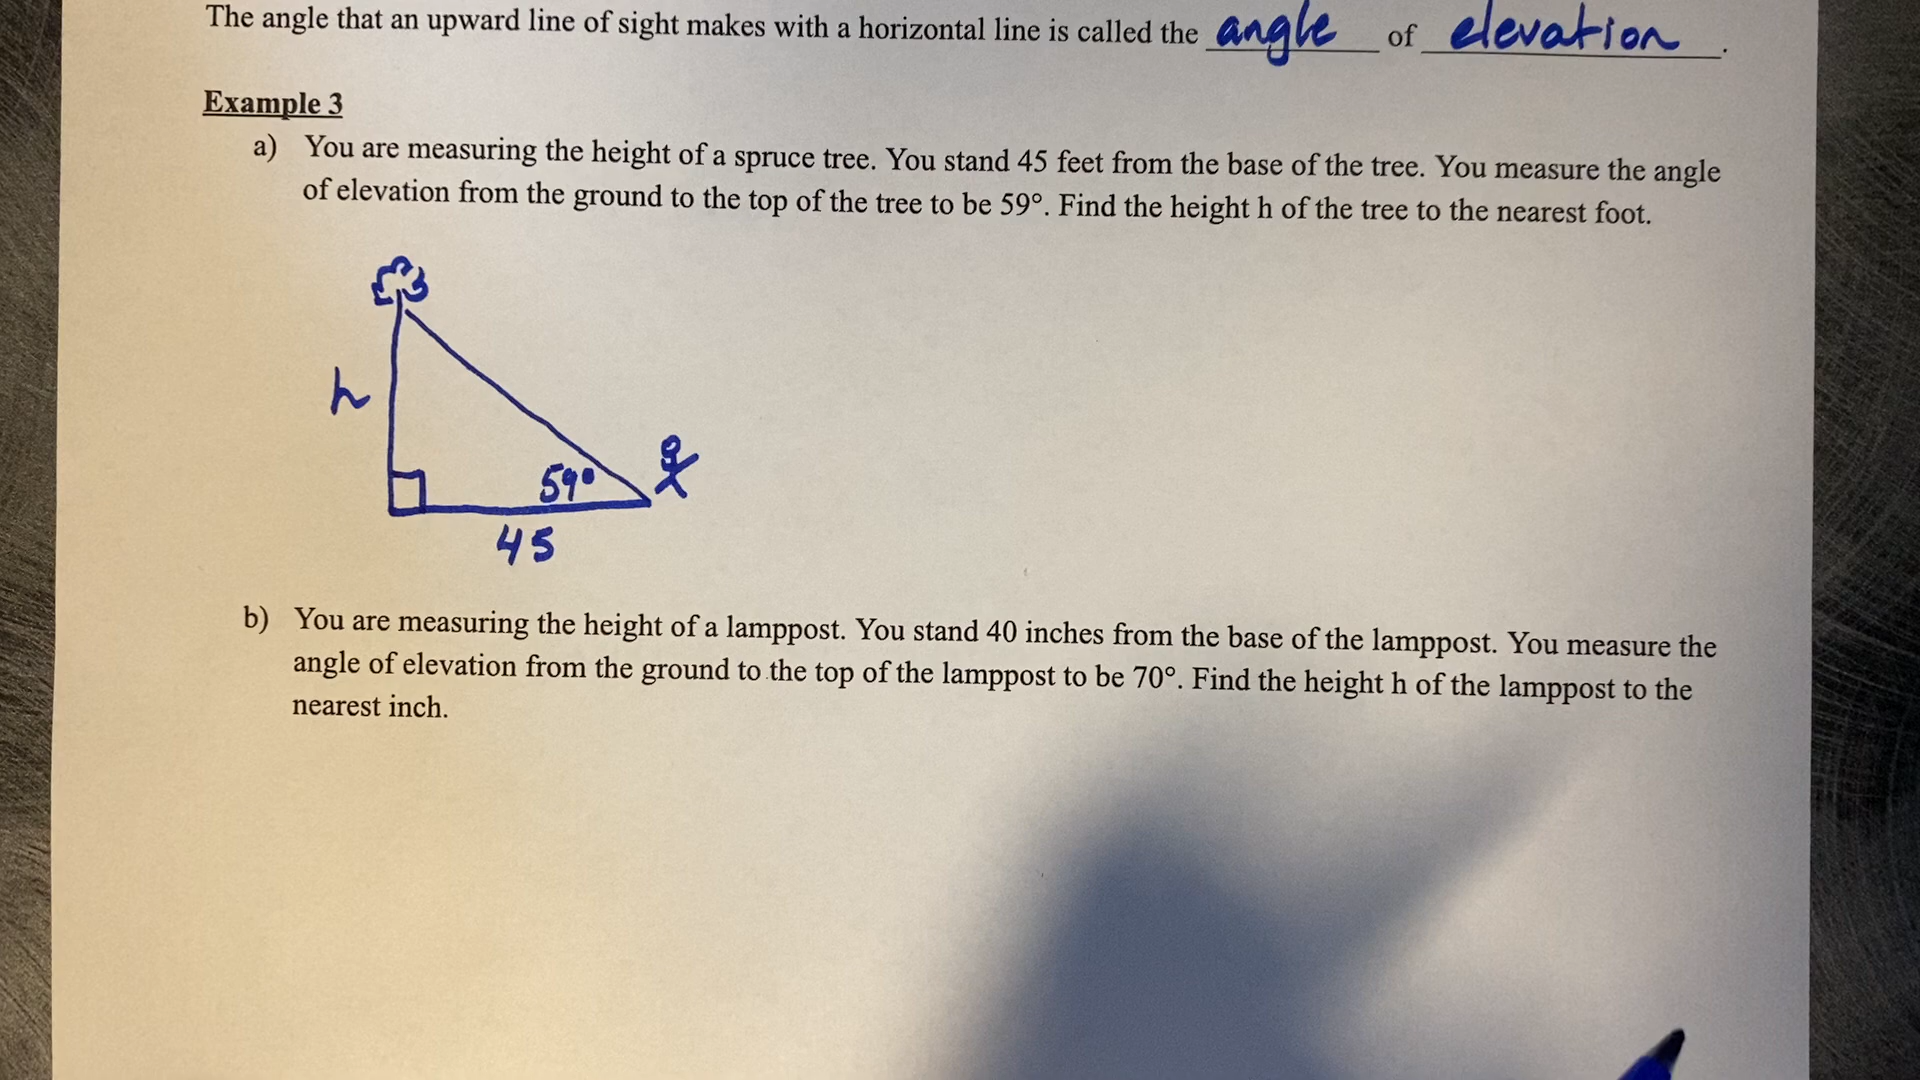 The angle that an upward line of sight makes with a horizontal line is called the angle of elevation.
Example 3
a) You are measuring the height of a spruce tree. You stand 45 feet from the base of the tree. You measure the angle
of elevation from the ground to the top of the tree to be 59°. Find the height h of the tree to the nearest foot.
h
59°
45
b) You are measuring the height of a lamppost. You stand 40 inches from the base of the lamppost. You measure the
angle of elevation from the ground to the top of the lamppost to be 70°. Find the height h of the lamppost to the
nearest inch.